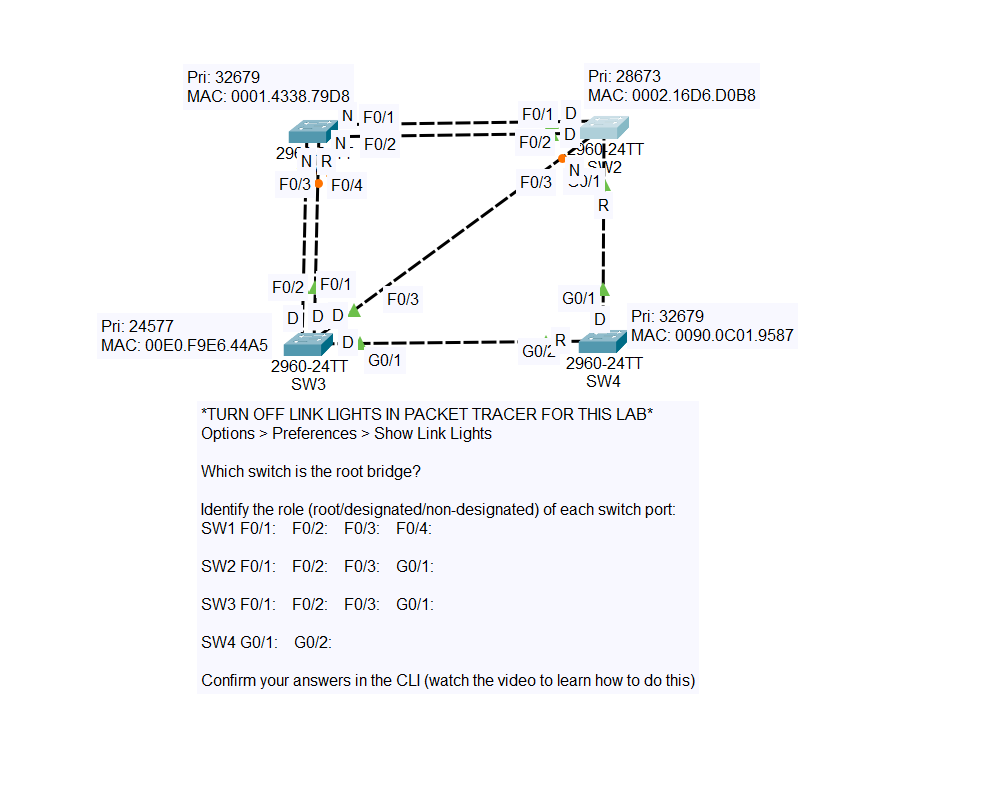 Pri: 32679
MAC: 0001.4338.79D8
Pri: 28673
MAC: 0002.16D6.D0B8
N
F0/1
F0/1
D
N
F0/2
F0/2
D
2960-24TT
SW2
N
R
F0/3
F0/4
F0/3
N
R
F0/2
F0/1
F0/3
G0/1
D
D
D
D
Pri: 24577
MAC: 00E0.F9E6.44A5
D
G0/1
R
Pri: 32679
MAC: 0090.0C01.9587
2960-24TT
SW3
2960-24TT
SW4
*TURN OFF LINK LIGHTS IN PACKET TRACER FOR THIS LAB*
Options > Preferences > Show Link Lights
Which switch is the root bridge?
Identify the role (root/designated/non-designated) of each switch port:
SW1 F0/1: F0/2: F0/3: F0/4:
SW2 F0/1: F0/2: F0/3: G0/1:
SW3 F0/1: F0/2: F0/3: G0/1:
SW4 G0/1: G0/2:
Confirm your answers in the CLI (watch the video to learn how to do this)